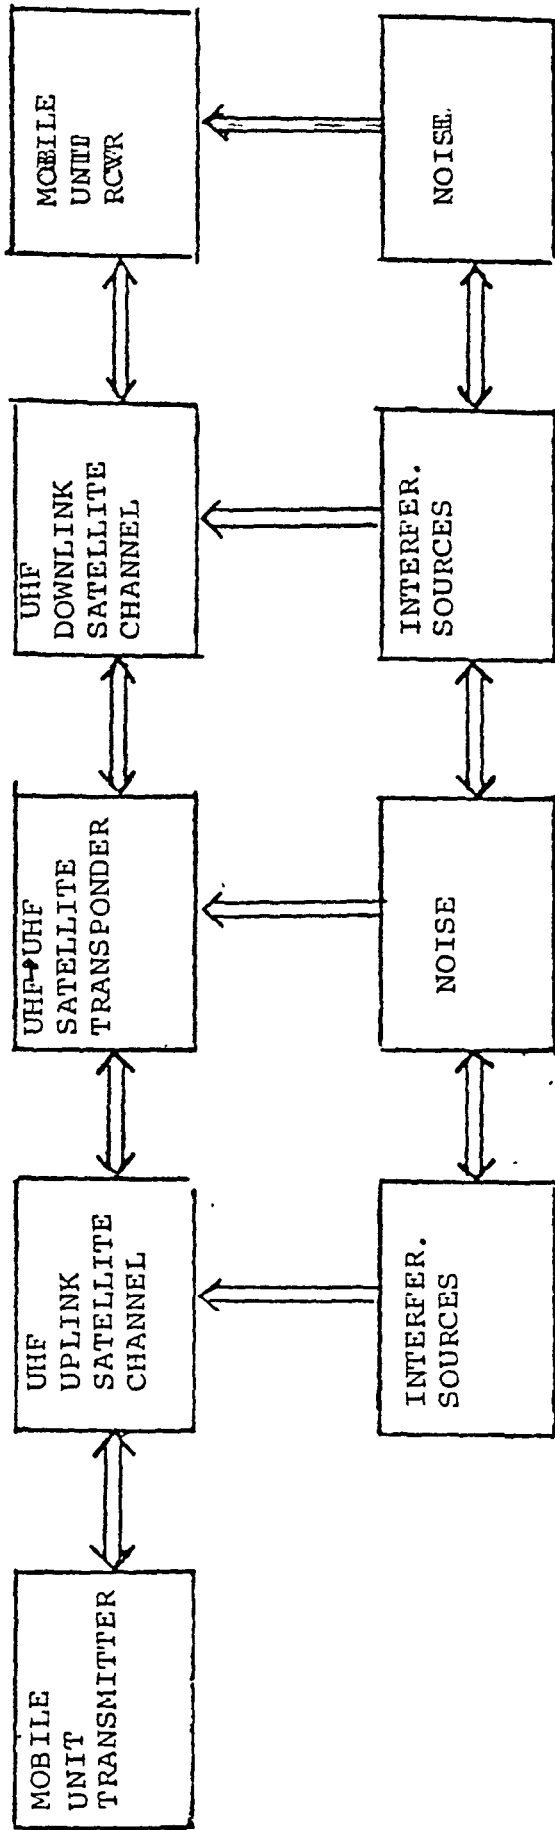 MOBILE
UNIT
TRANSMITTER
UHF
UPLINK
SATELLITE
CHANNEL
UHF→UHF
SATELLITE
TRANSPONDER
UHF
DOWNLINK
SATELLITE
CHANNEL
MOBILE
UNIT
RCVR
INTERFER.
SOURCES
NOISE
INTERFER.
SOURCES
NOISE